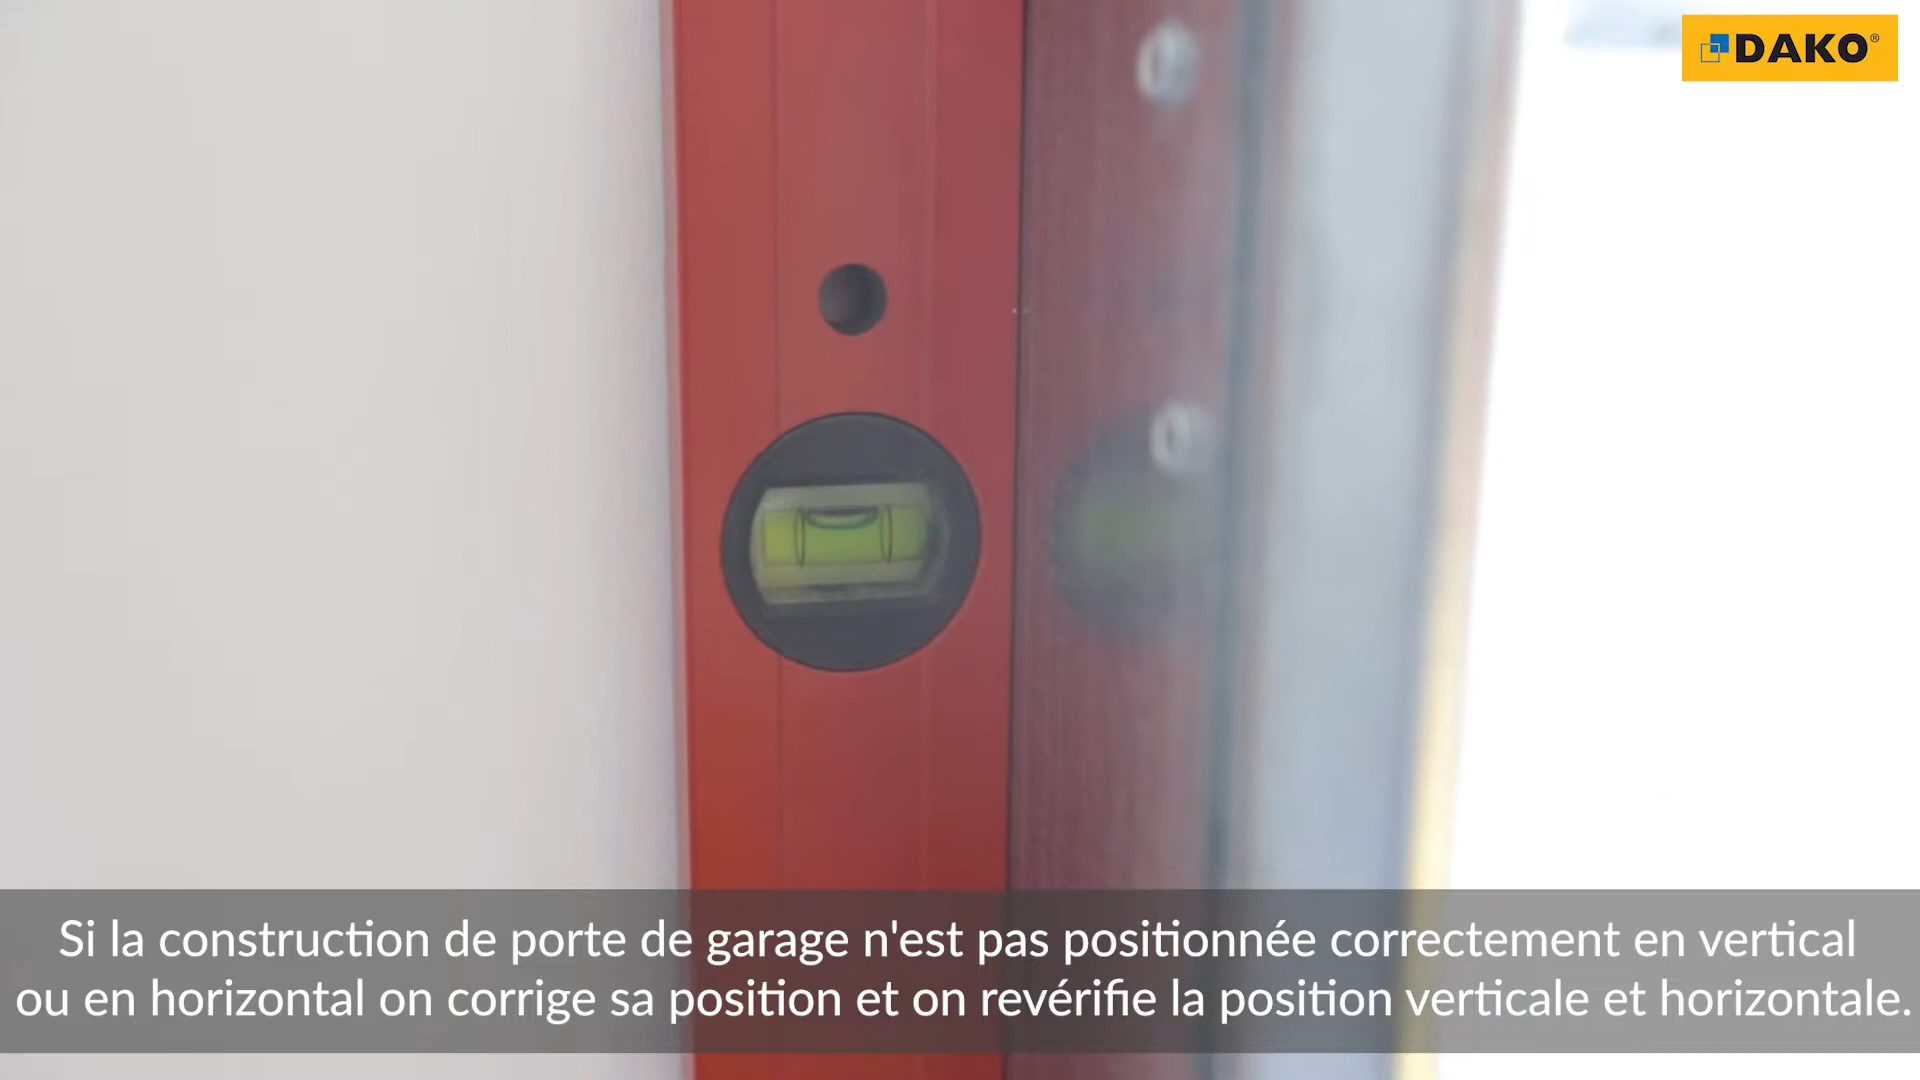 DAKO®
Si la construction de porte de garage n'est pas positionnée correctement en vertical
ou en horizontal on corrige sa position et on revérifie la position verticale et horizontale.